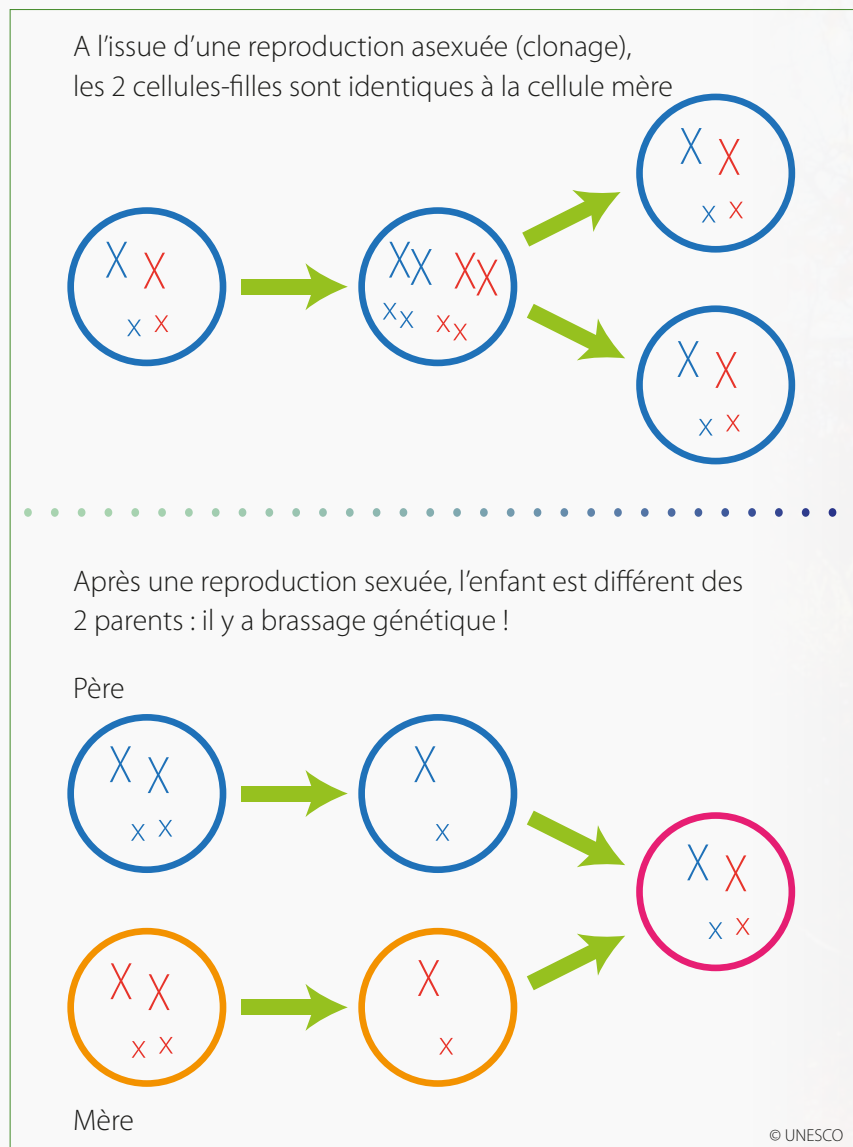 A l’issue d’une reproduction asexuée (clonage),
les 2 cellules-filles sont identiques à la cellule mère
Après une reproduction sexuée, l’enfant est différent des
2 parents : il y a brassage génétique !
Père
Mère
© UNESCO